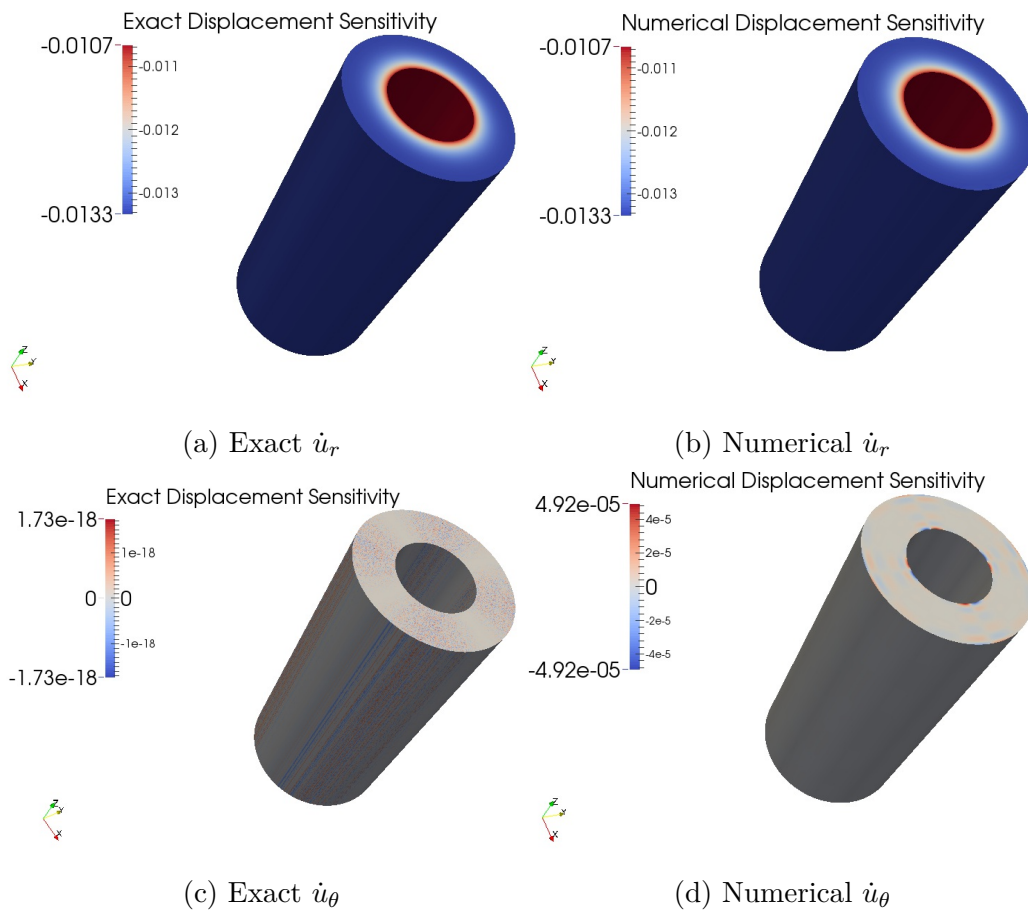 Exact Displacement Sensitivity
-0.0107
-0.011
-0.012
-0.013
-0.0133
Z
Y
X
(a) Exact u̇_r
Numerical Displacement Sensitivity
-0.0107
-0.011
-0.012
-0.013
-0.0133
Z
Y
X
(b) Numerical u̇_r
Exact Displacement Sensitivity
1.73e-18
1e-18
0 0
-1e-18
-1.73e-18
Z
Y
X
(c) Exact u̇_θ
Numerical Displacement Sensitivity
4.92e-05
4e-5
2e-5
0
-2e-5
-4e-5
-4.92e-05
Z
Y
X
(d) Numerical u̇_θ